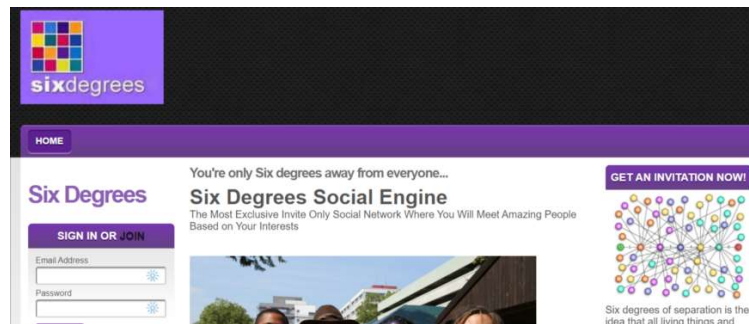 sixdegrees
HOME
Six Degrees
SIGN IN OR JOIN
Email Address
Password
You're only Six degrees away from everyone...
Six Degrees Social Engine
The Most Exclusive Invite Only Social Network Where You Will Meet Amazing People
Based on Your Interests
GET AN INVITATION NOW!
Six degrees of separation is the
idea that all living things and